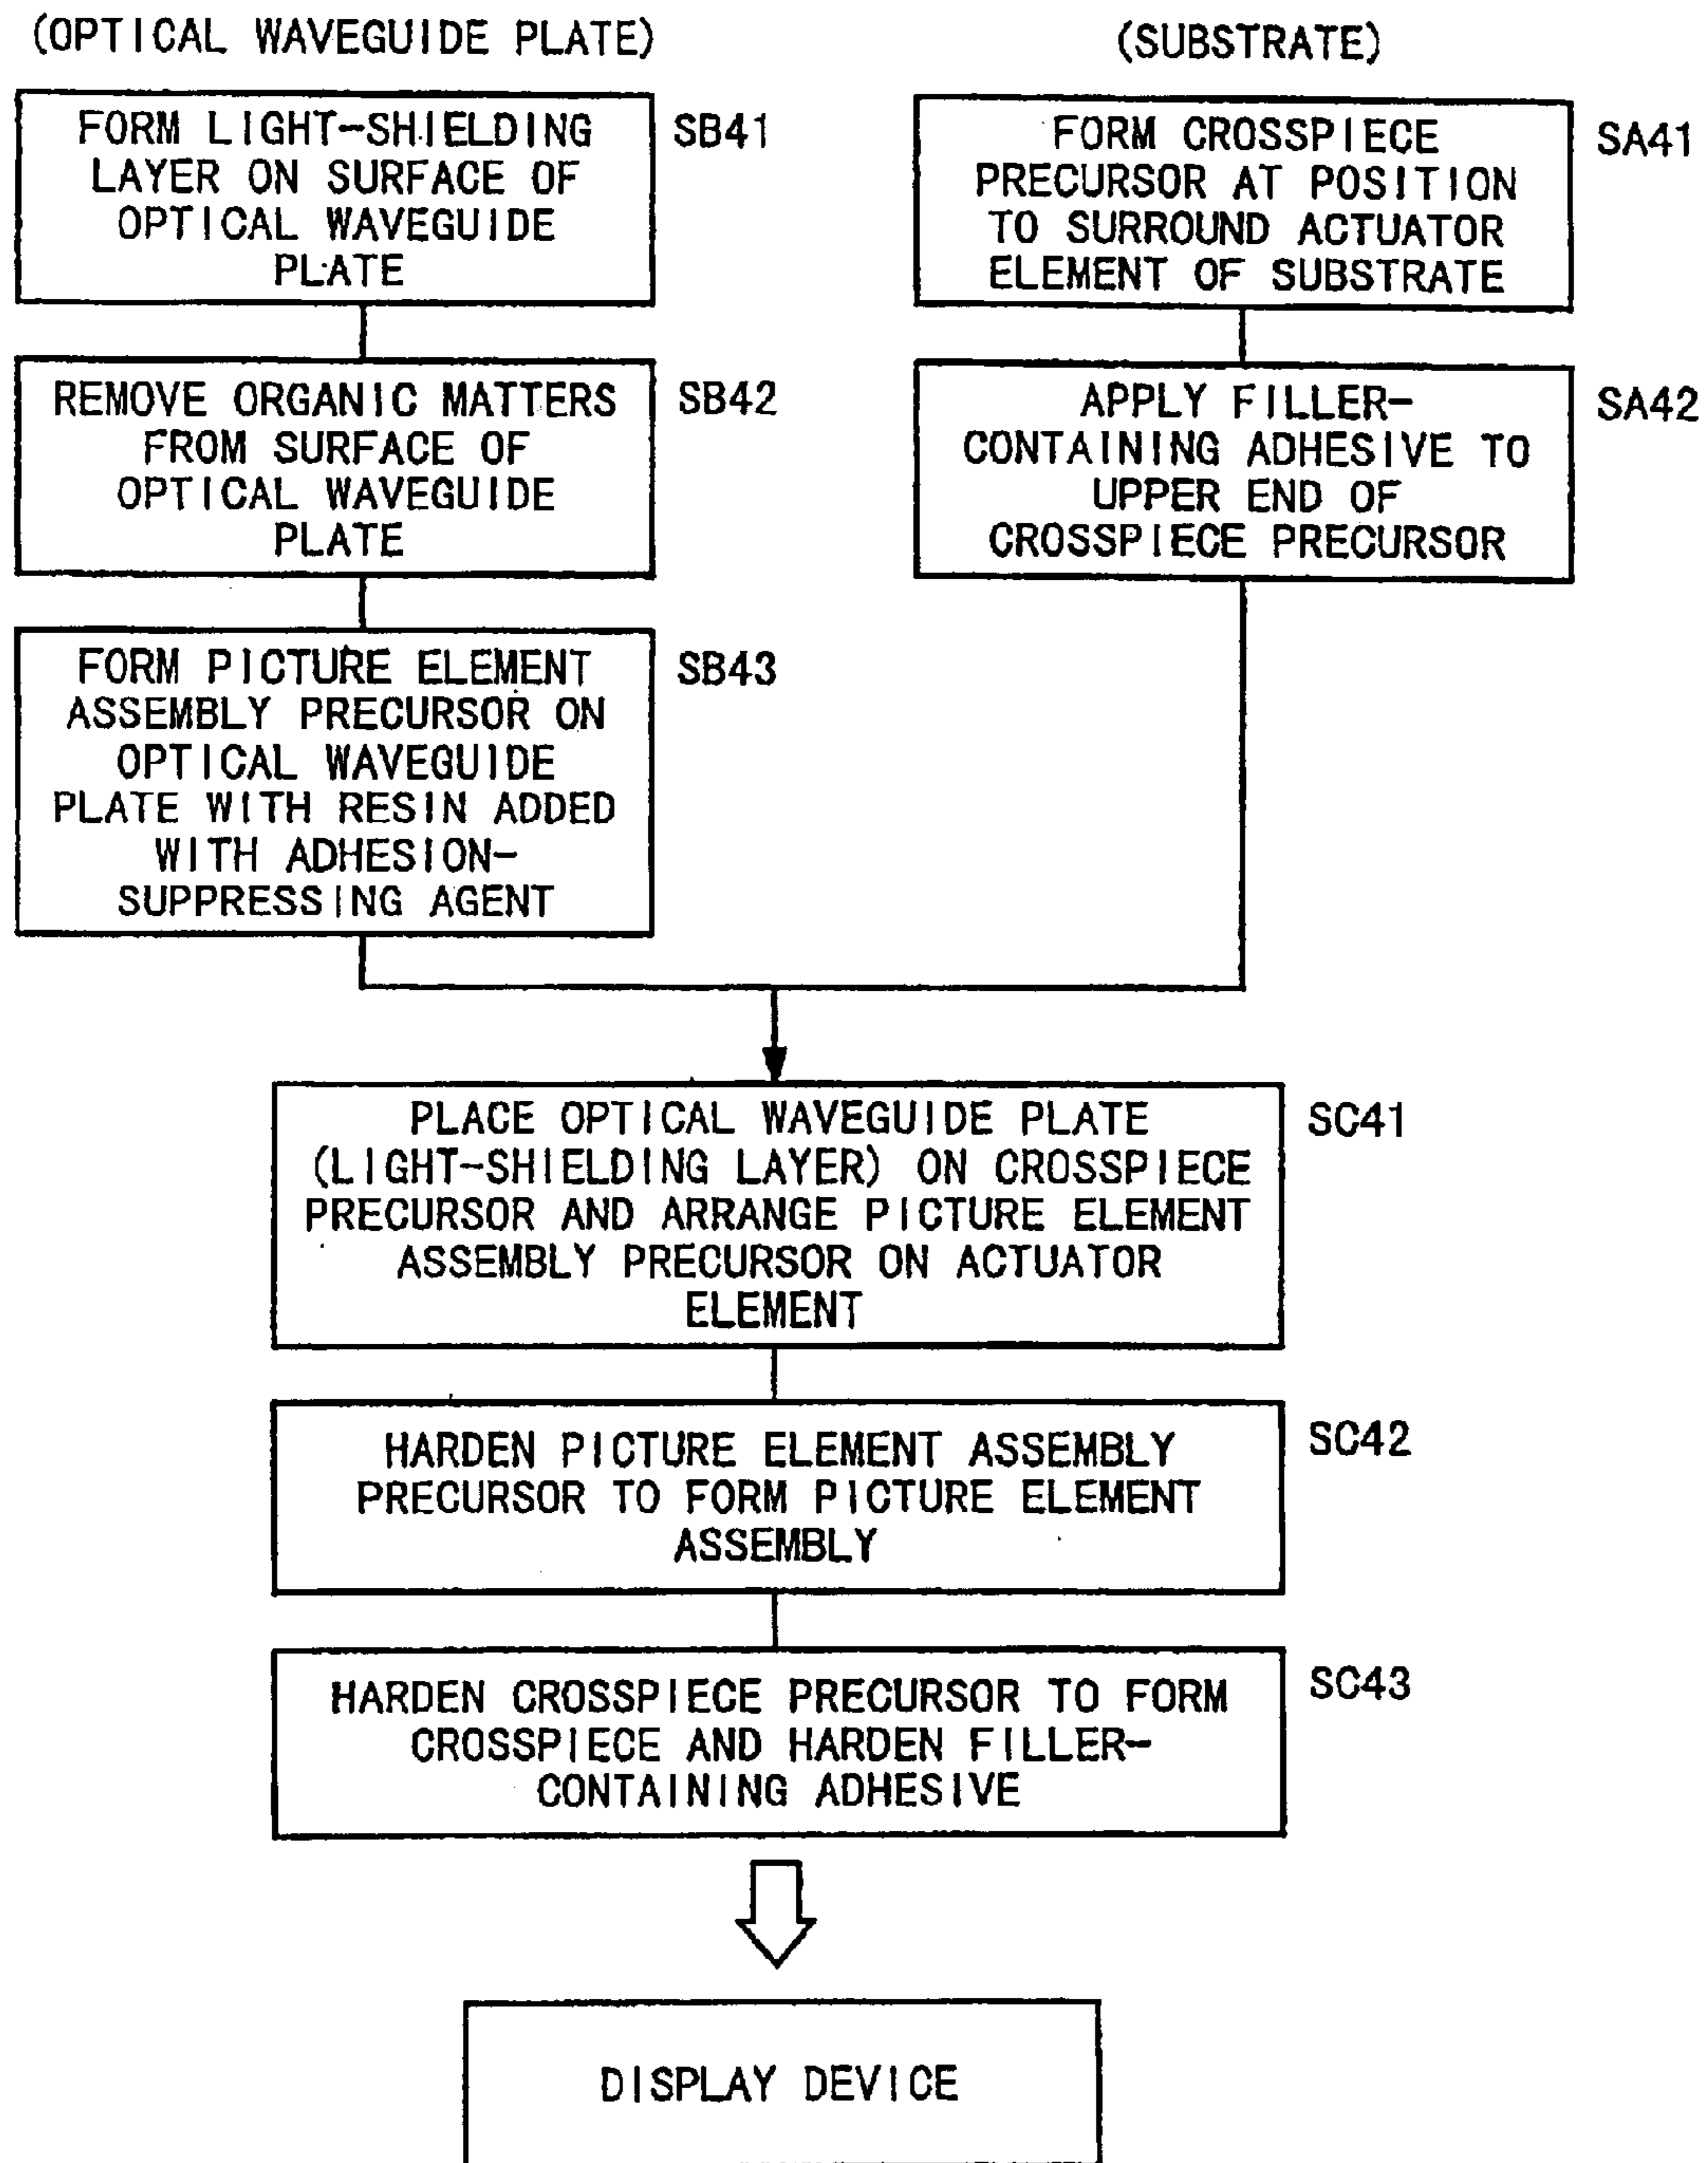 (OPTICAL WAVEGUIDE PLATE)
FORM LIGHT-SHIELDING
LAYER ON SURFACE OF
OPTICAL WAVEGUIDE
PLATE
SB41
REMOVE ORGANIC MATTERS
FROM SURFACE OF
OPTICAL WAVEGUIDE
PLATE
SB42
FORM PICTURE ELEMENT
ASSEMBLY PRECURSOR ON
OPTICAL WAVEGUIDE
PLATE WITH RESIN ADDED
WITH ADHESION-
SUPPRESSING AGENT
SB43
(SUBSTRATE)
FORM CROSSPIECE
PRECURSOR AT POSITION
TO SURROUND ACTUATOR
ELEMENT OF SUBSTRATE
SA41
APPLY FILLER-
CONTAINING ADHESIVE TO
UPPER END OF
CROSSPIECE PRECURSOR
SA42
PLACE OPTICAL WAVEGUIDE PLATE
(LIGHT-SHIELDING LAYER) ON CROSSPIECE
PRECURSOR AND ARRANGE PICTURE ELEMENT
ASSEMBLY PRECURSOR ON ACTUATOR
ELEMENT
SC41
HARDEN PICTURE ELEMENT ASSEMBLY
PRECURSOR TO FORM PICTURE ELEMENT
ASSEMBLY
SC42
HARDEN CROSSPIECE PRECURSOR TO FORM
CROSSPIECE AND HARDEN FILLER-
CONTAINING ADHESIVE
SC43
DISPLAY DEVICE